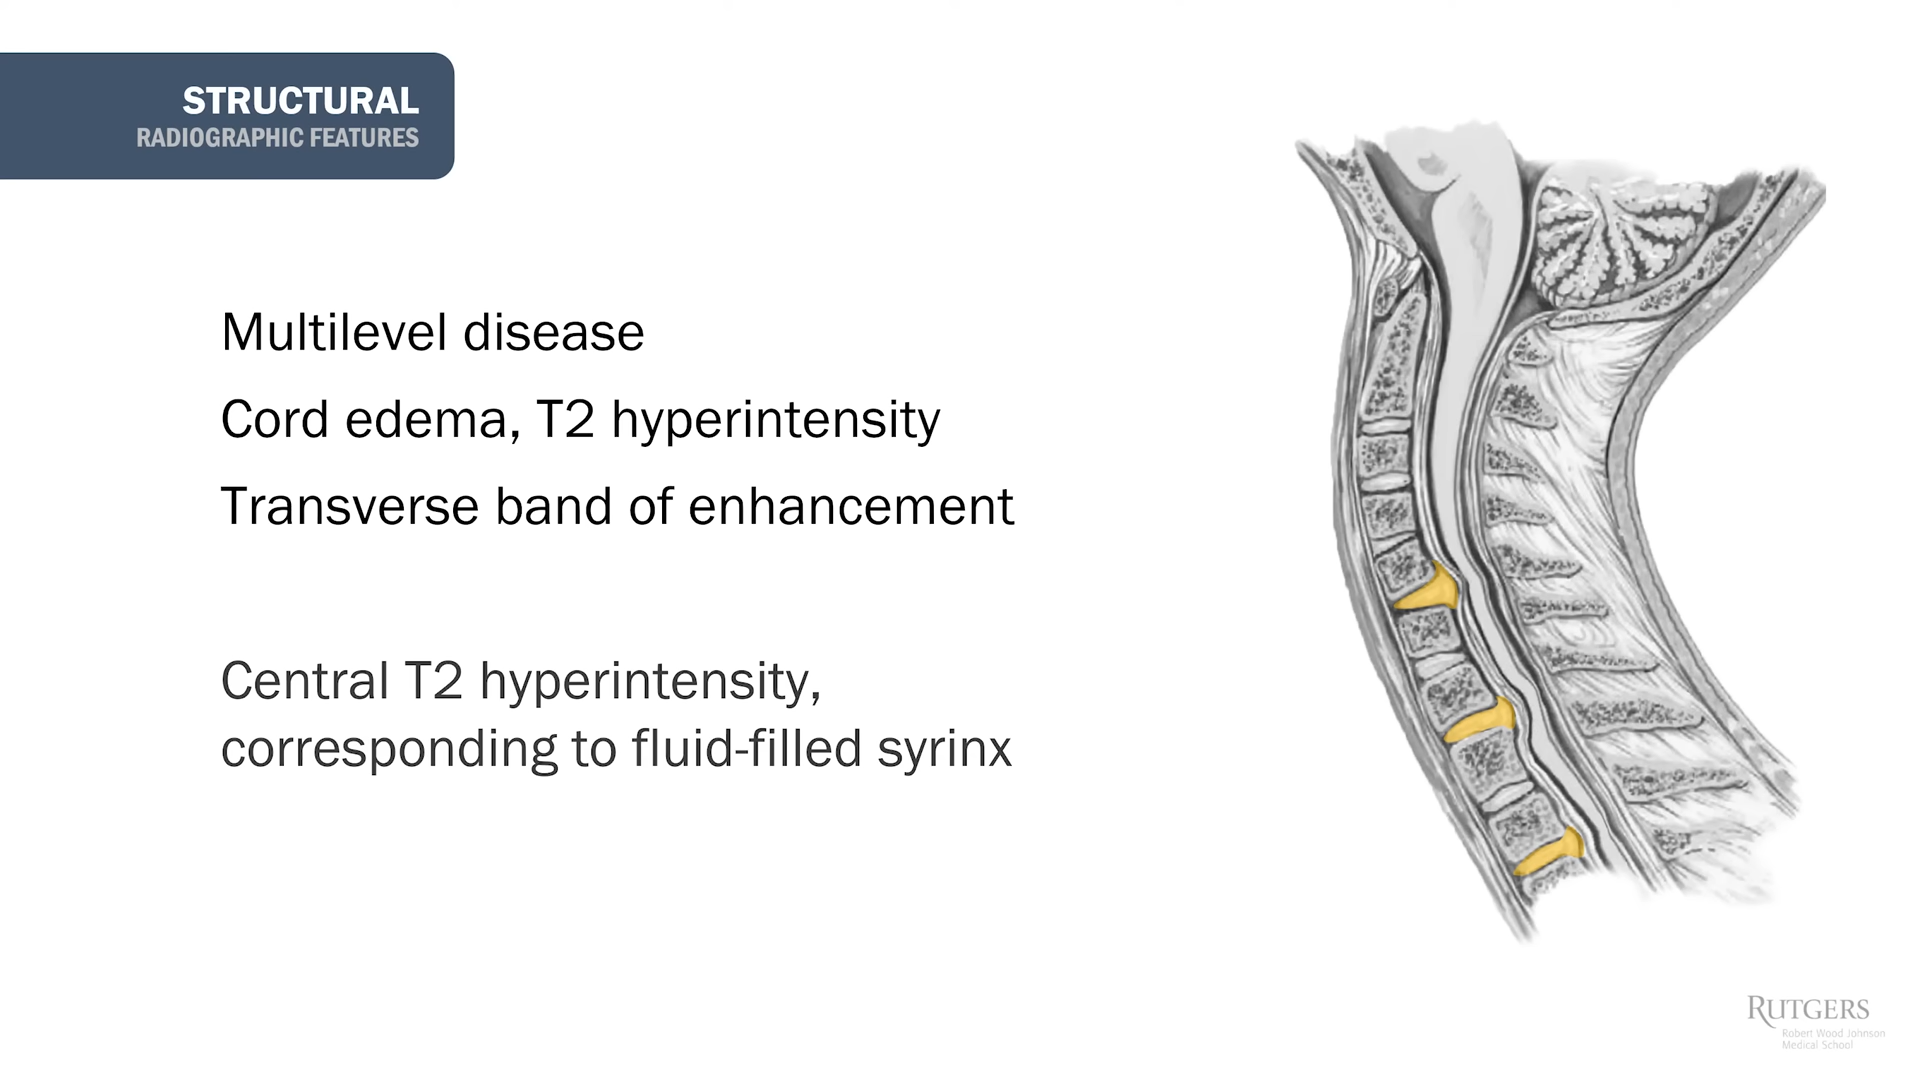 STRUCTURAL
RADIOGRAPHIC FEATURES
Multilevel disease
Cord edema, T2 hyperintensity
Transverse band of enhancement
Central T2 hyperintensity,
corresponding to fluid-filled syrinx
RUTGERS
Robert Wood Johnson
Medical School